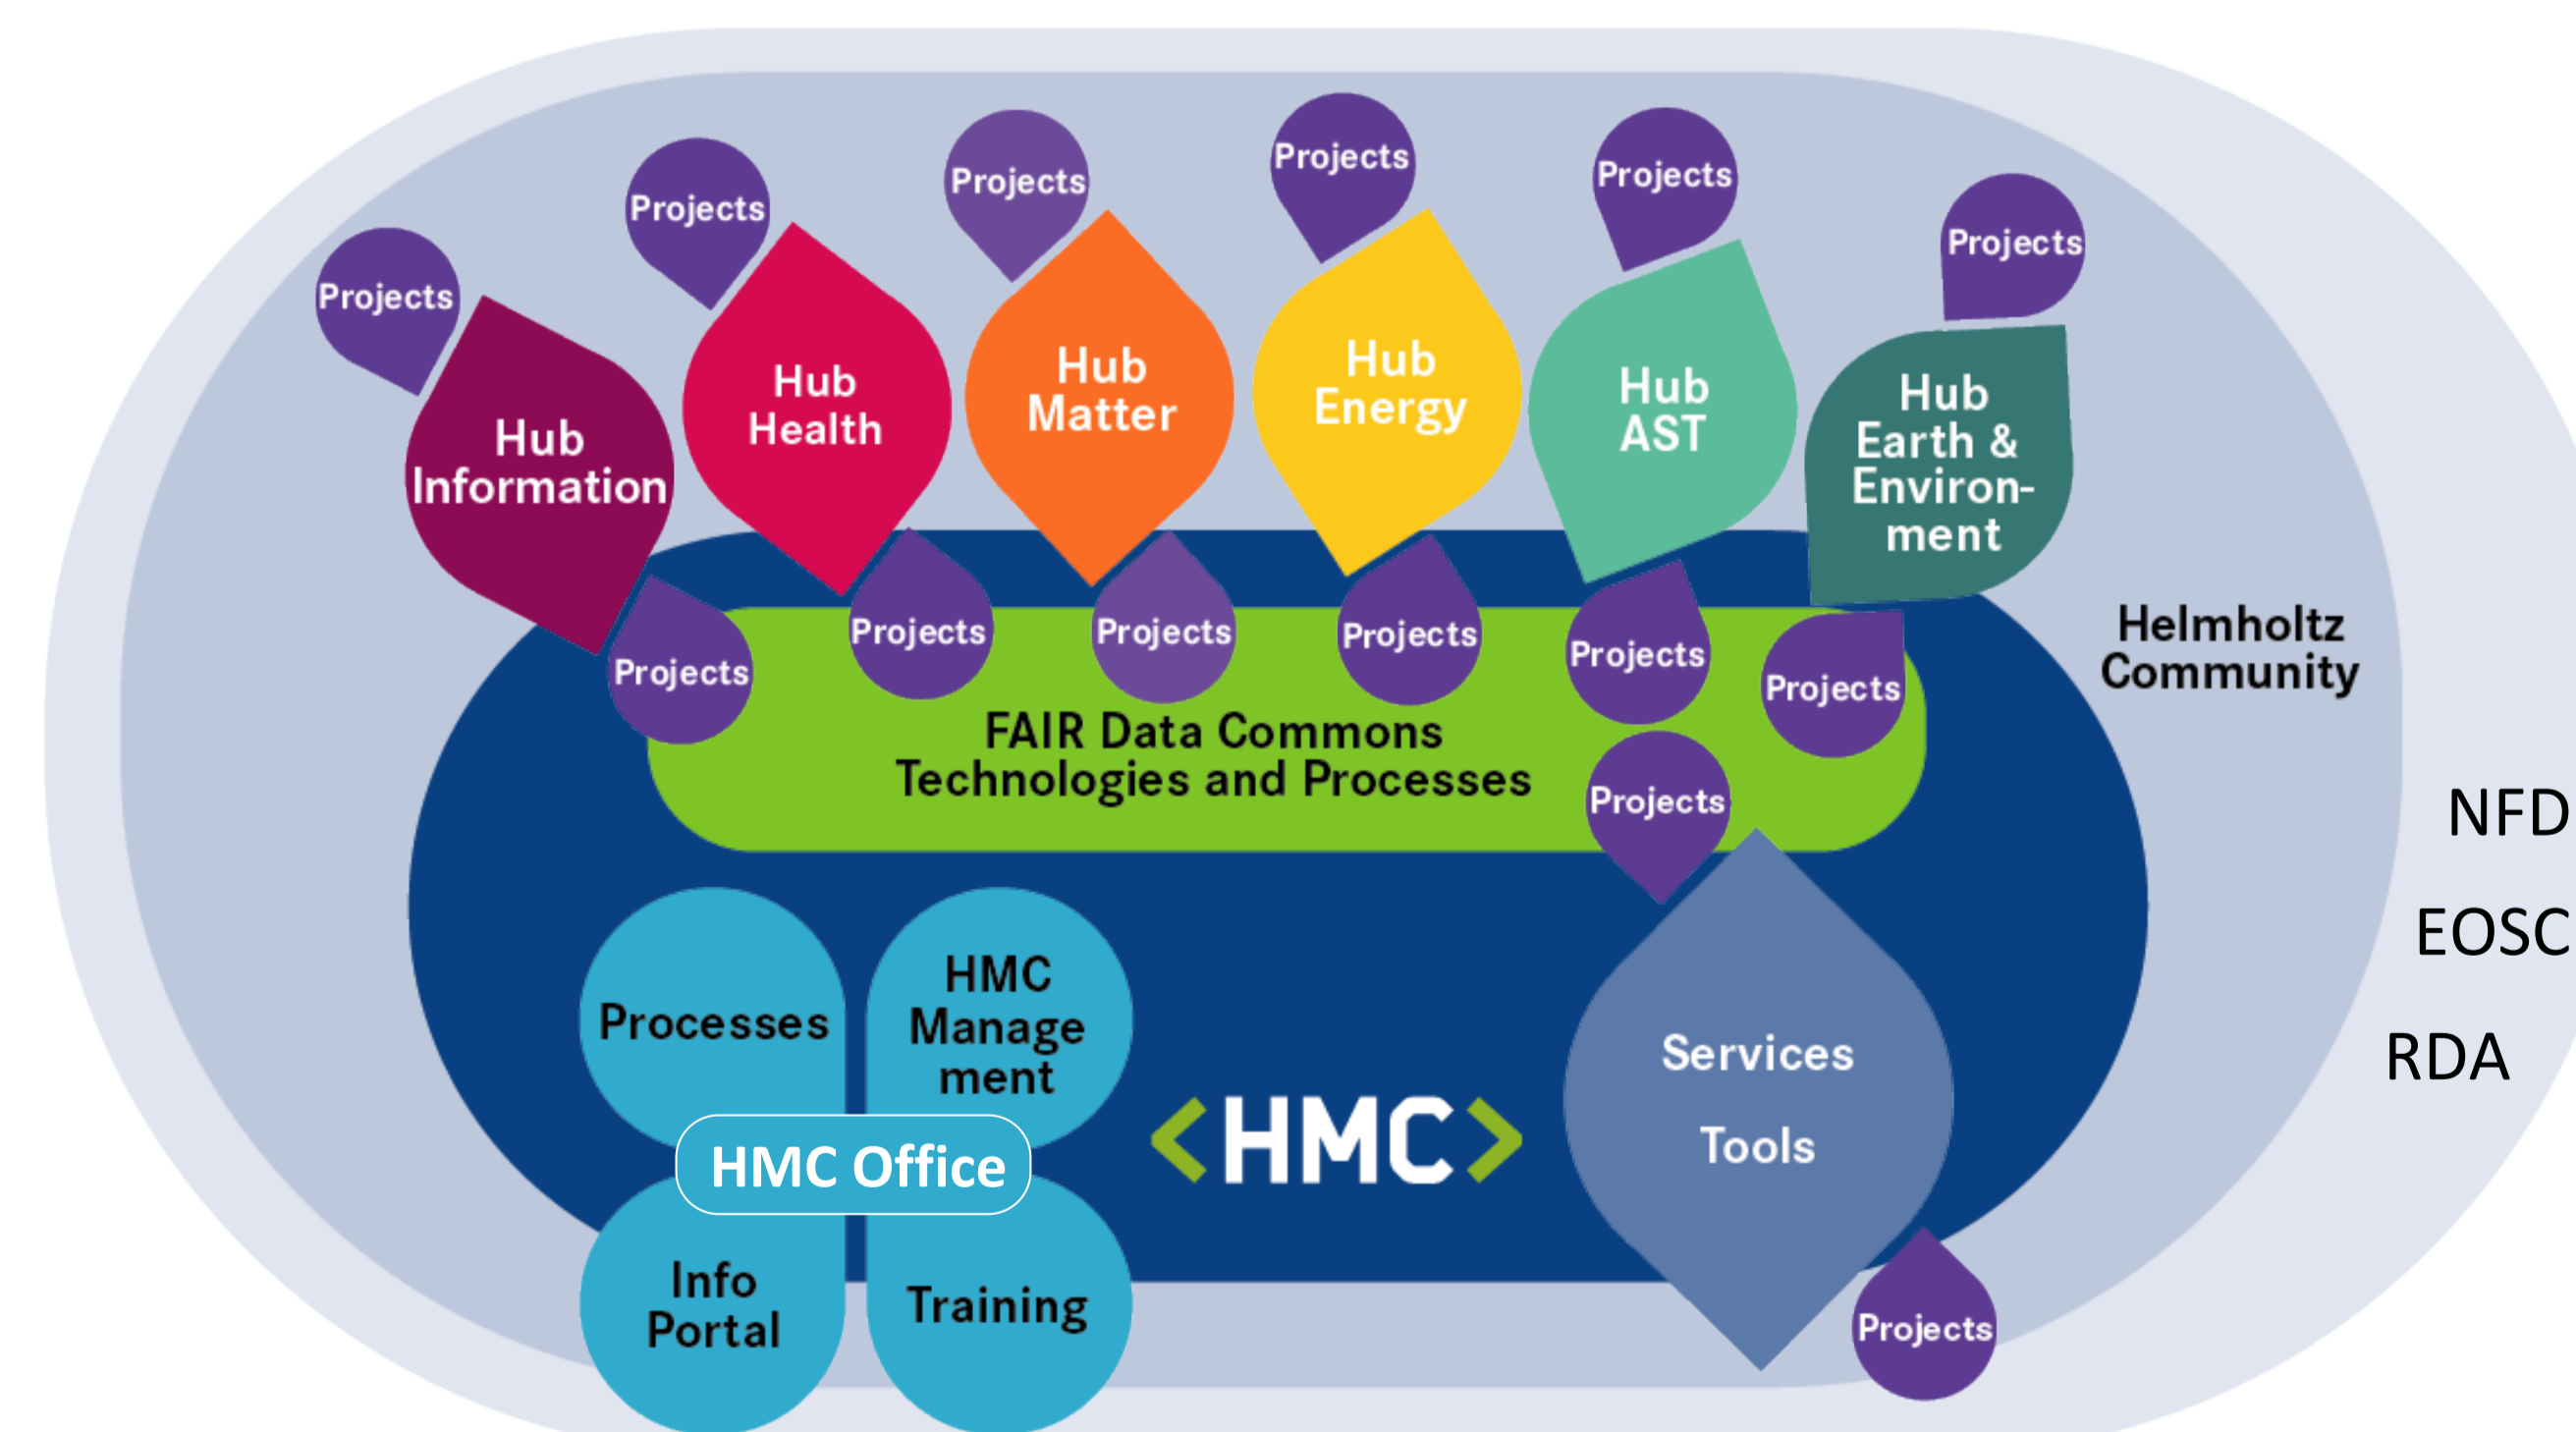 Projects
Projects
Projects
Projects
Projects
Projects
Hub
Information
Hub
Health
Hub
Matter
Hub
Energy
Hub
AST
Hub
Earth &
Environ-
ment
Helmholtz
Community
Projects
Projects
Projects
Projects
Projects
Projects
FAIR Data Commons
Technologies and Processes
Projects
NFD
EOSC
RDA
Processes
HMC
Manage
ment
HMC Office
Info
Portal
Training
<HMC>
Services
Tools
Projects